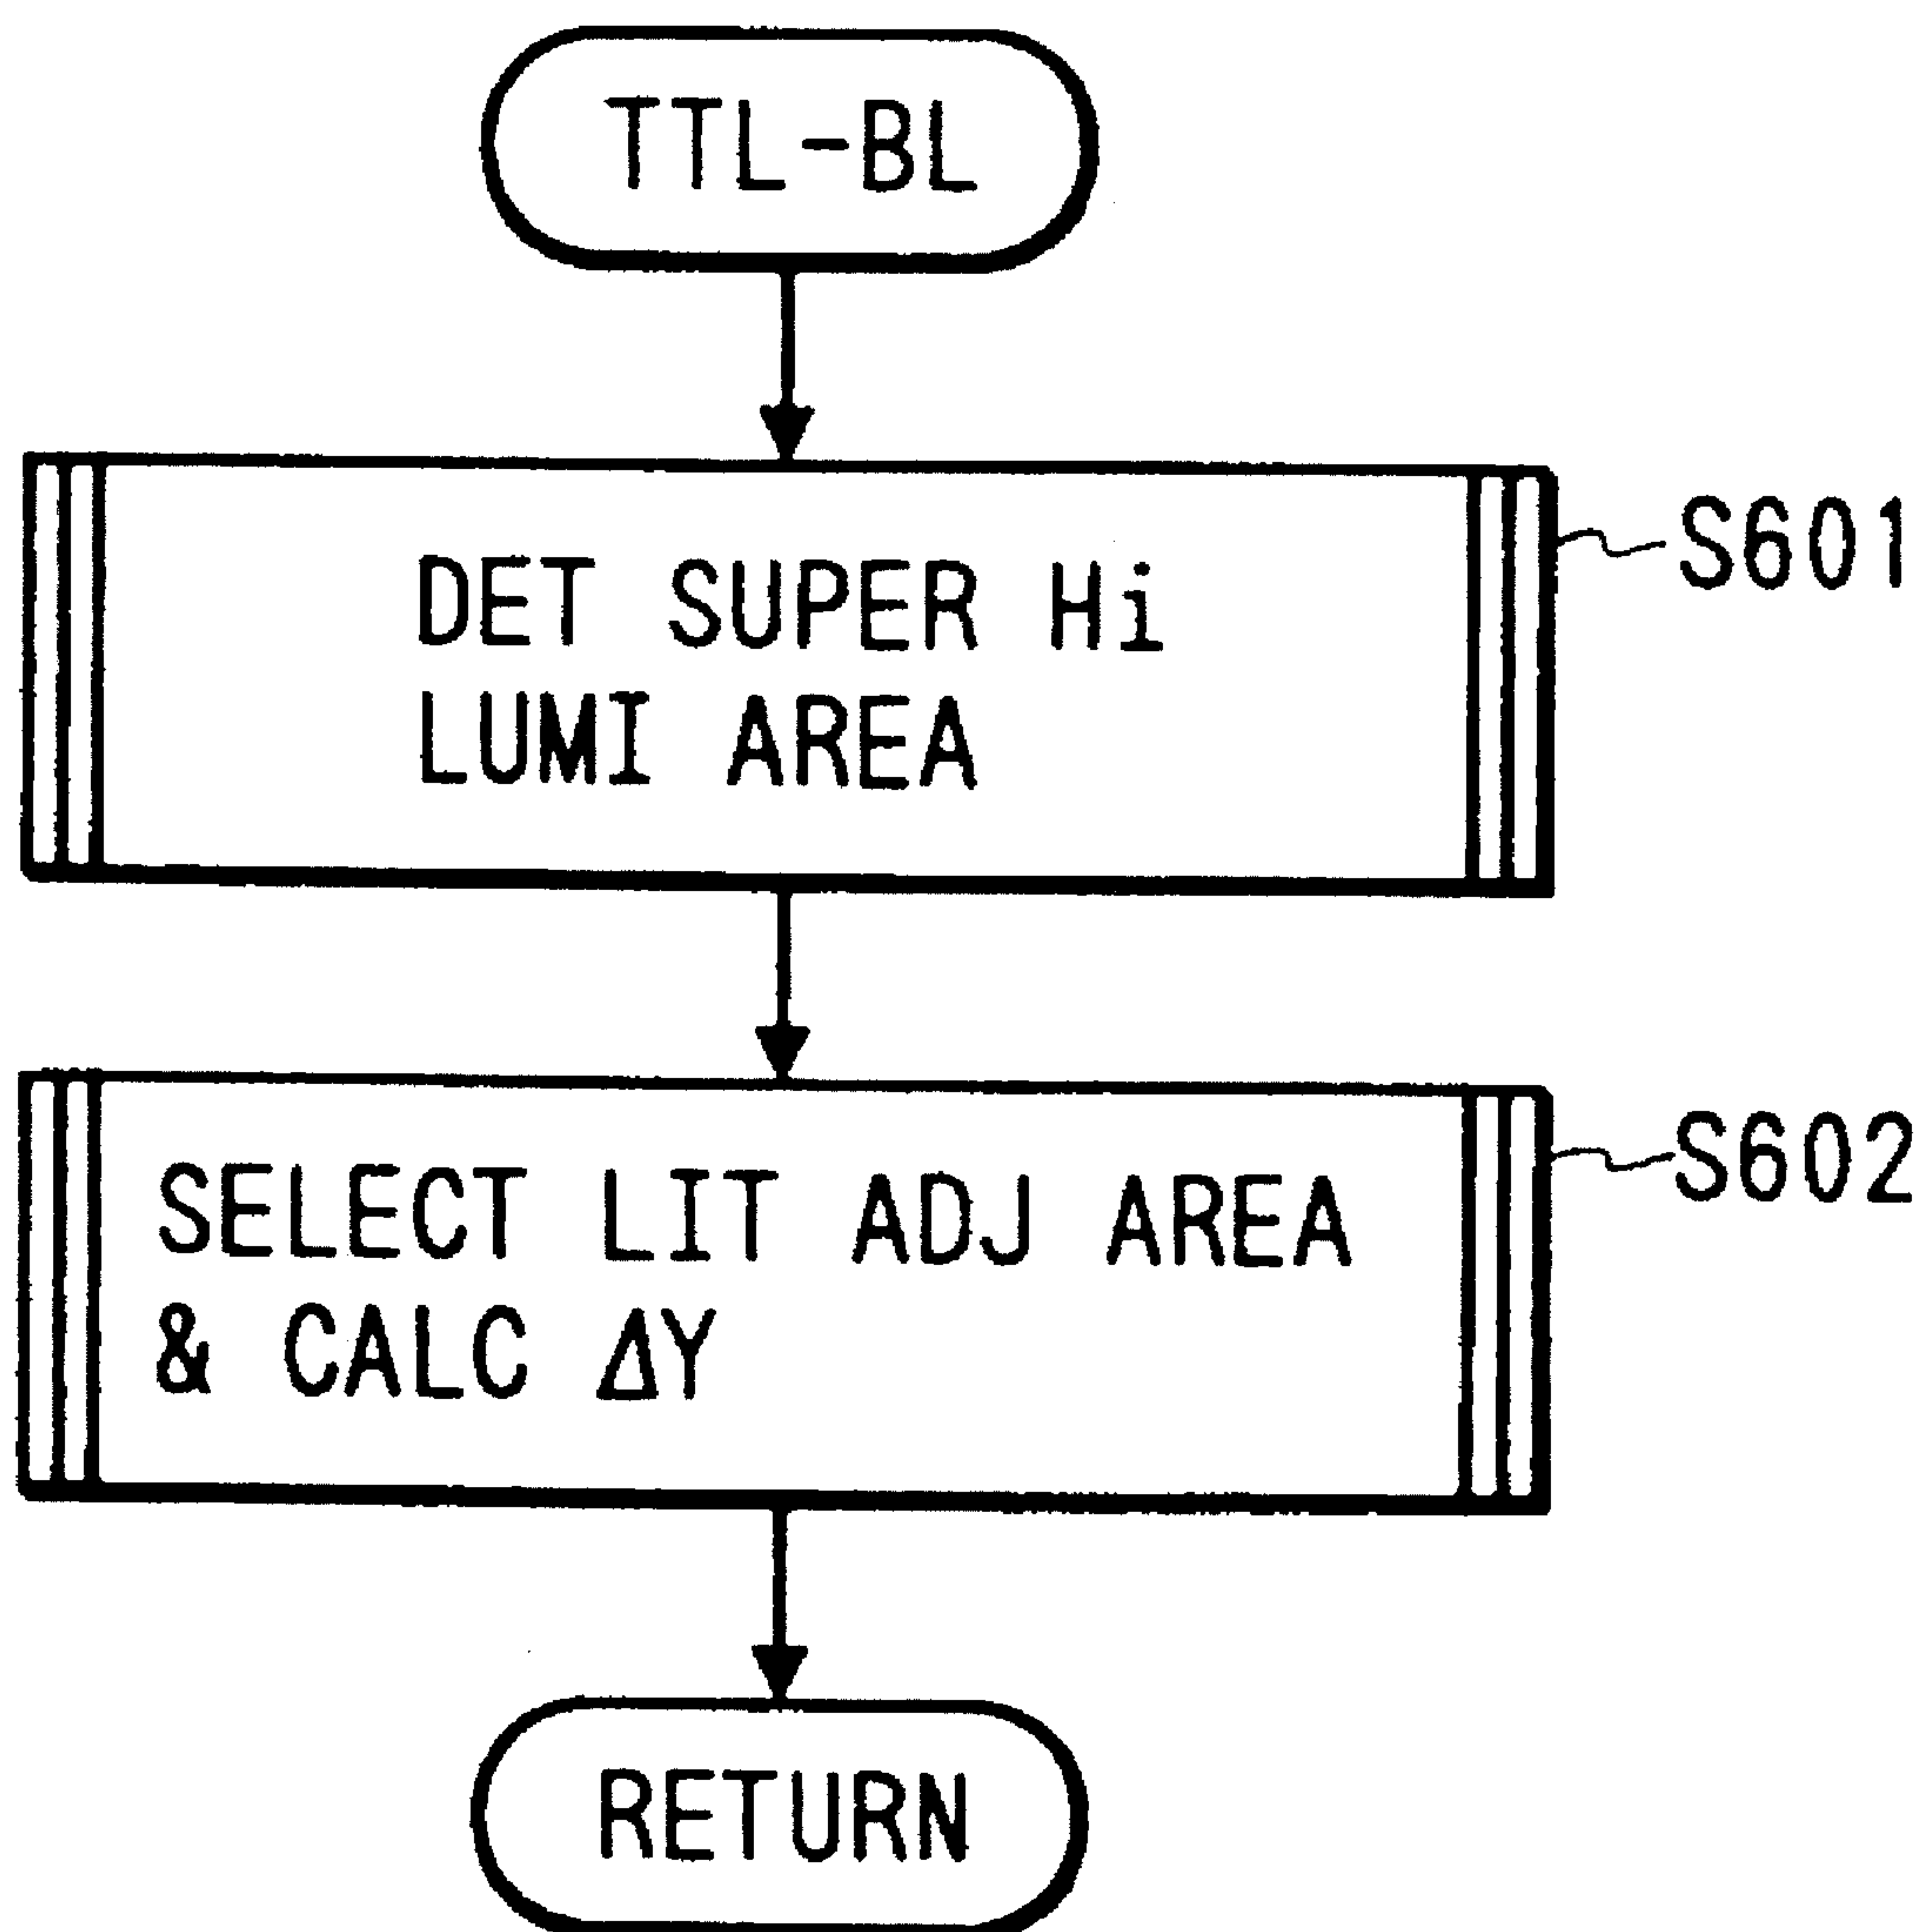 TTL-BL
DET SUPER Hi
LUMI AREA
S601
SELECT LIT ADJ AREA
& CALC ΔY
S602
RETURN